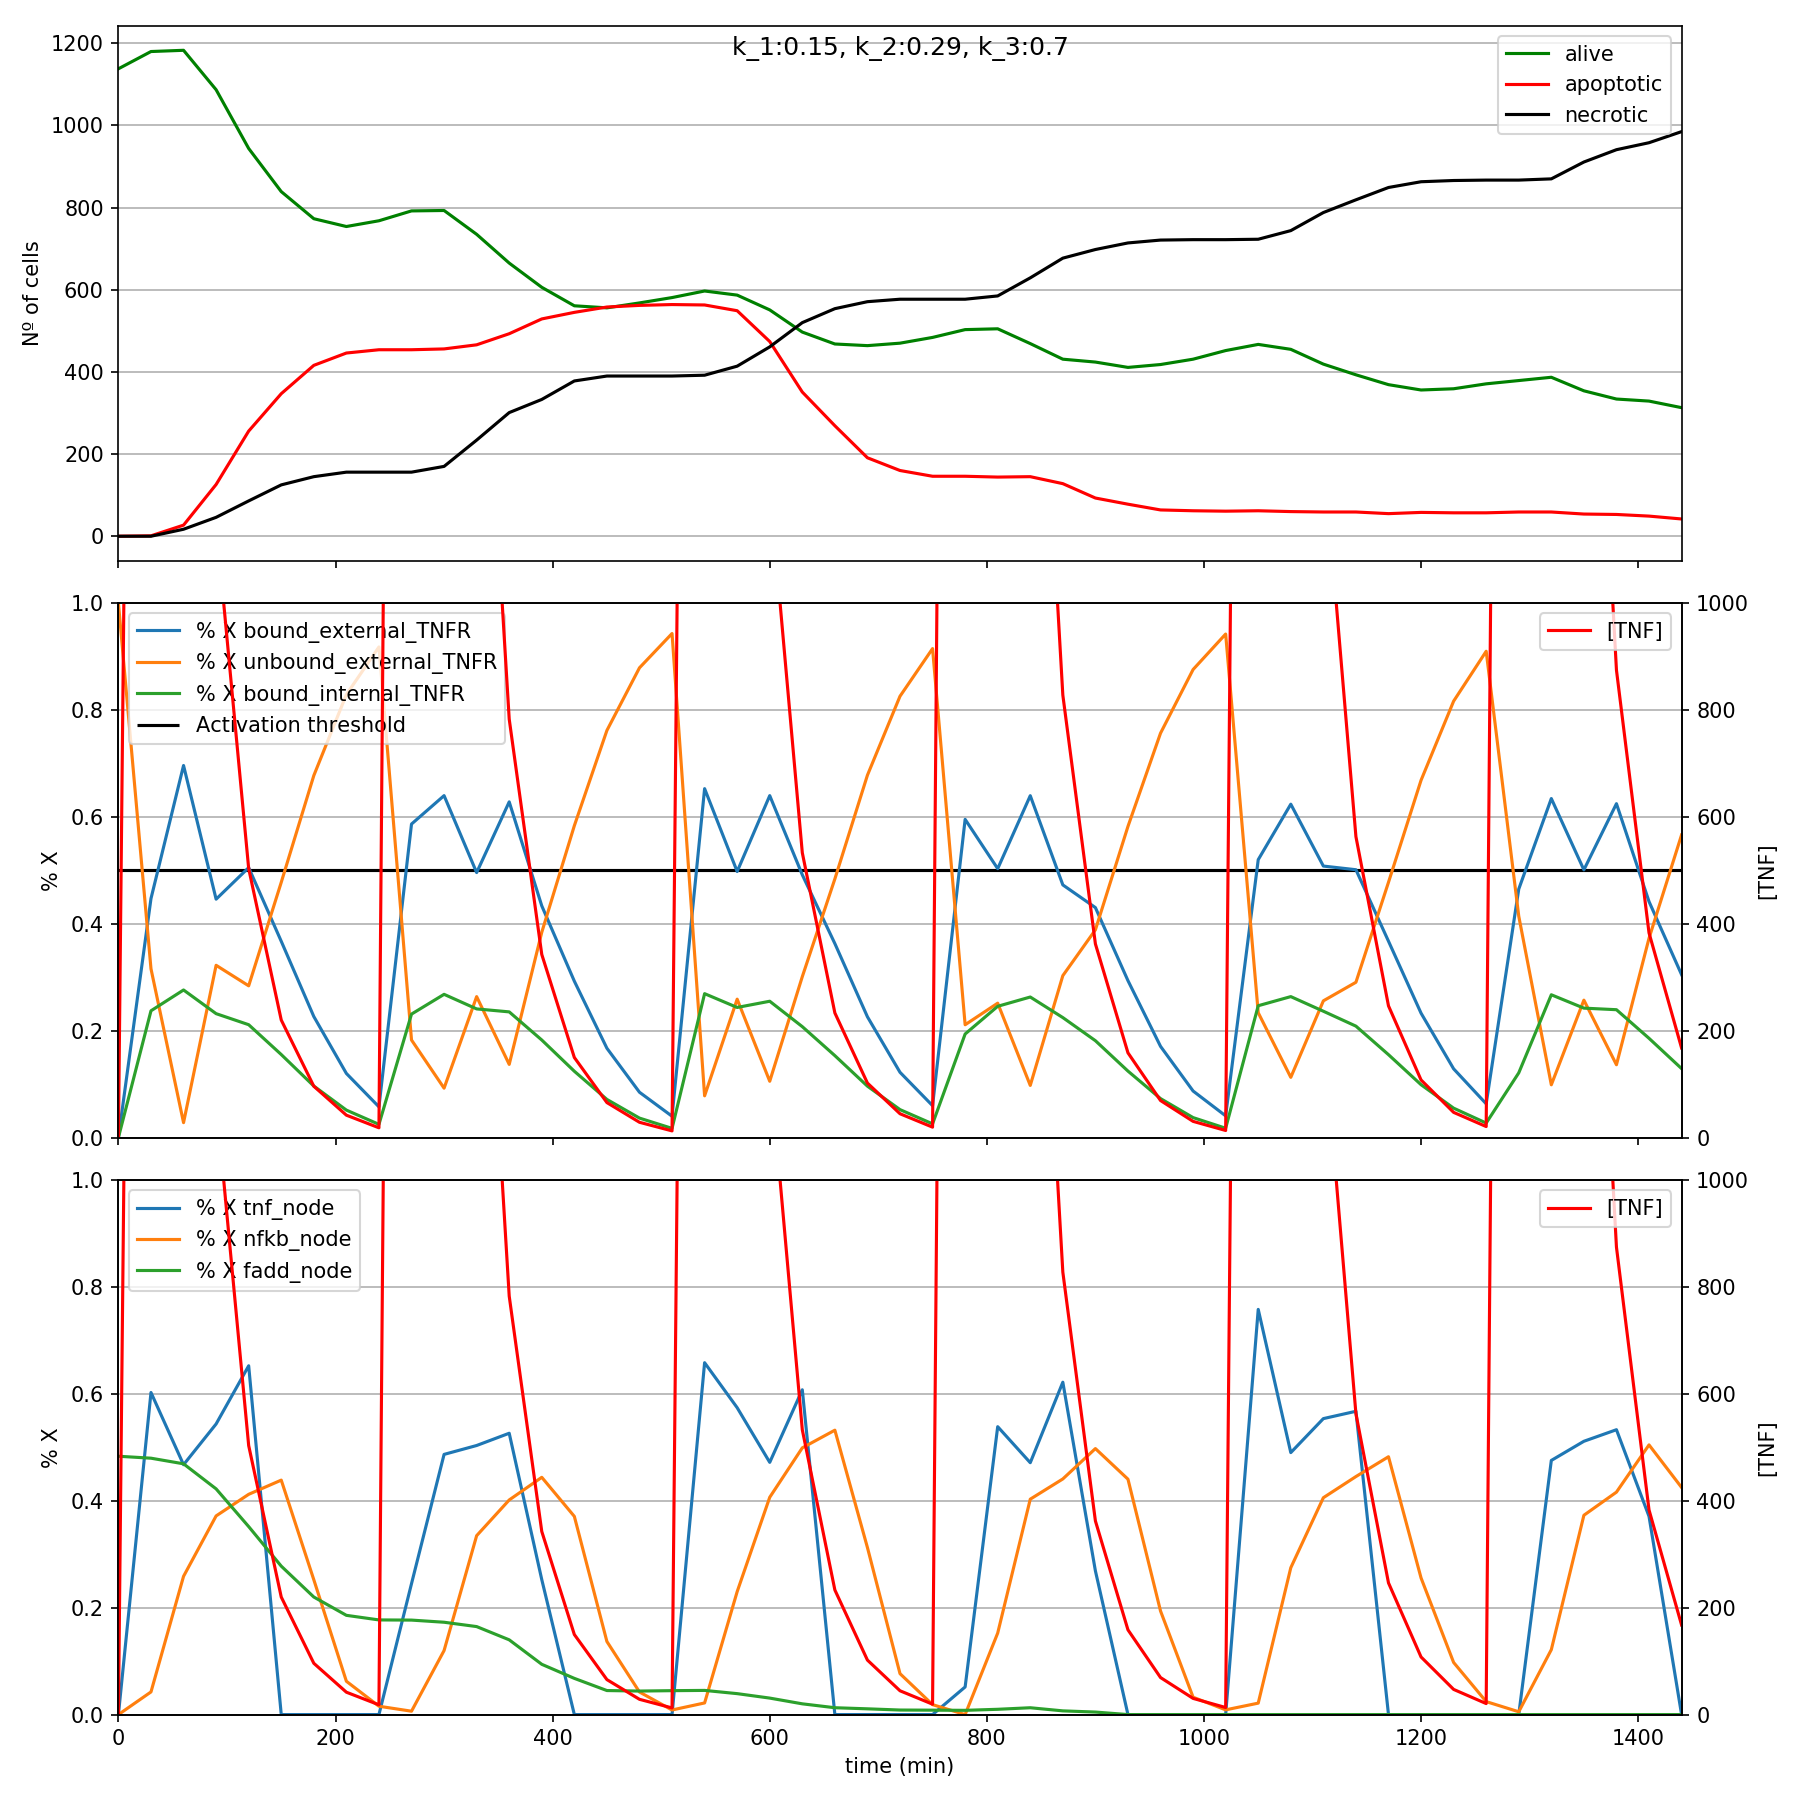 k_1:0.15, k_2:0.29, k_3:0.7
alive
apoptotic
necrotic
Nº of cells
1200
1000
800
600
400
200
0
% X bound_external_TNFR
% X unbound_external_TNFR
% X bound_internal_TNFR
Activation threshold
[TNF]
% X
1.0
0.8
0.6
0.4
0.2
0.0
1000
800
600
400
200
0
[TNF]
% X tnf_node
% X nfkb_node
% X fadd_node
[TNF]
% X
1.0
0.8
0.6
0.4
0.2
0.0
1000
800
600
400
200
0
[TNF]
0 200 400 600 800 1000 1200 1400
time (min)